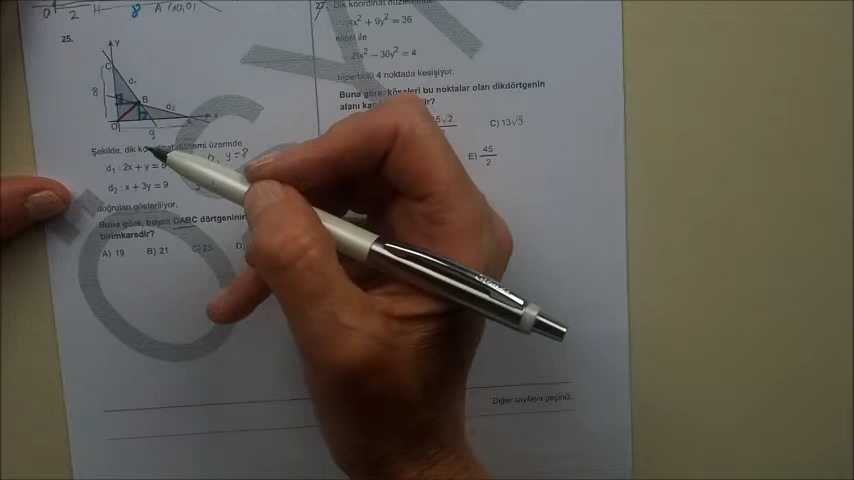 0 2 H 8 A (10,0)
25.
y
C
d₁
8
B
d₂
O
A
x
9
Şekilde, dik koordinat düzlemi üzerinde
y=8
d₁ : 2x + y = 8
d₂ : x + 3y = 9
doğruları gösteriliyor.
Buna göre, boyalı OABC dörtgeninin
birimkaredir?
A) 19 B) 21 C) 23 D)
27. Dik koordinat düzleminde
4x² + 9y² = 36
elipsi ile
- 36y² = 4
hiperbolü 4 noktada kesişiyor.
Buna göre, köşeleri bu noktalar olan dikdörtgenin
alanı
5√2 C) 13√3
E) 45/2
Diğer sayfaya geçiniz.